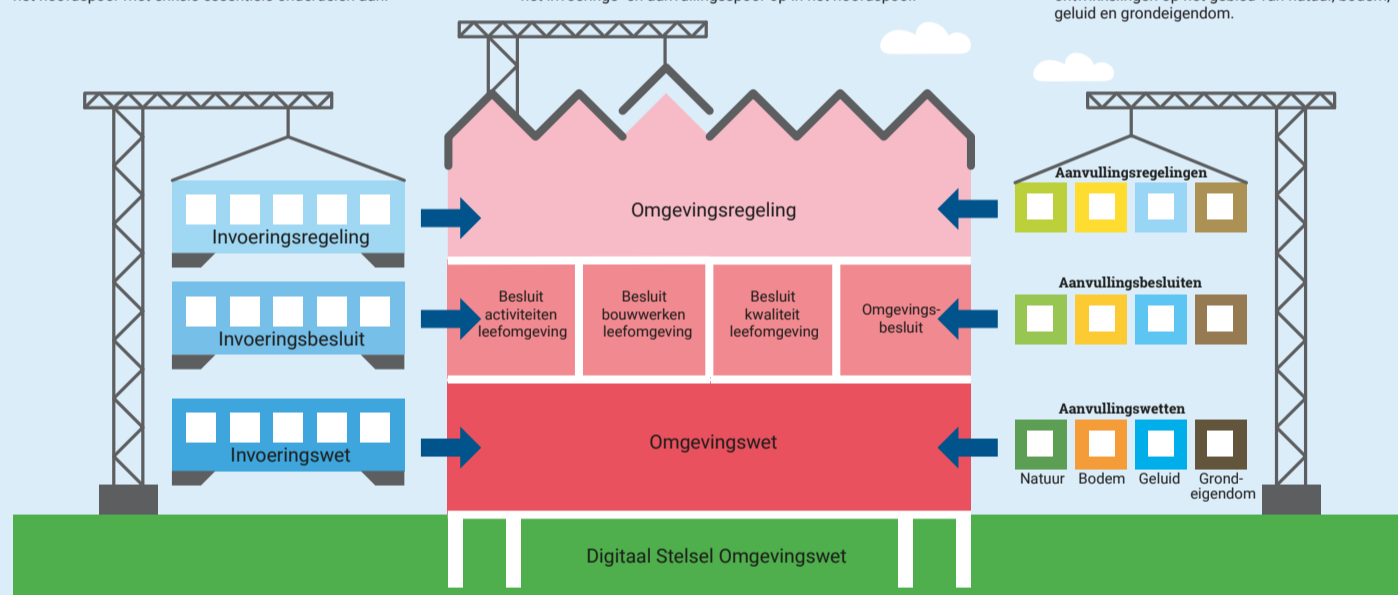 geluid en grondeigendom.
Aanvullingsregelingen
Omgevingsregeling
Invoeringsregeling
Aanvullingsbesluiten
Besluit
activiteiten
leefomgeving
Besluit
bouwwerken
leefomgeving
Besluit
kwaliteit
leefomgeving
Omgevings-
besluit
Invoeringsbesluit
Aanvullingswetten
Omgevingswet
Invoeringswet
Natuur
Bodem
Geluid
Grond-
eigendom
Digitaal Stelsel Omgevingswet